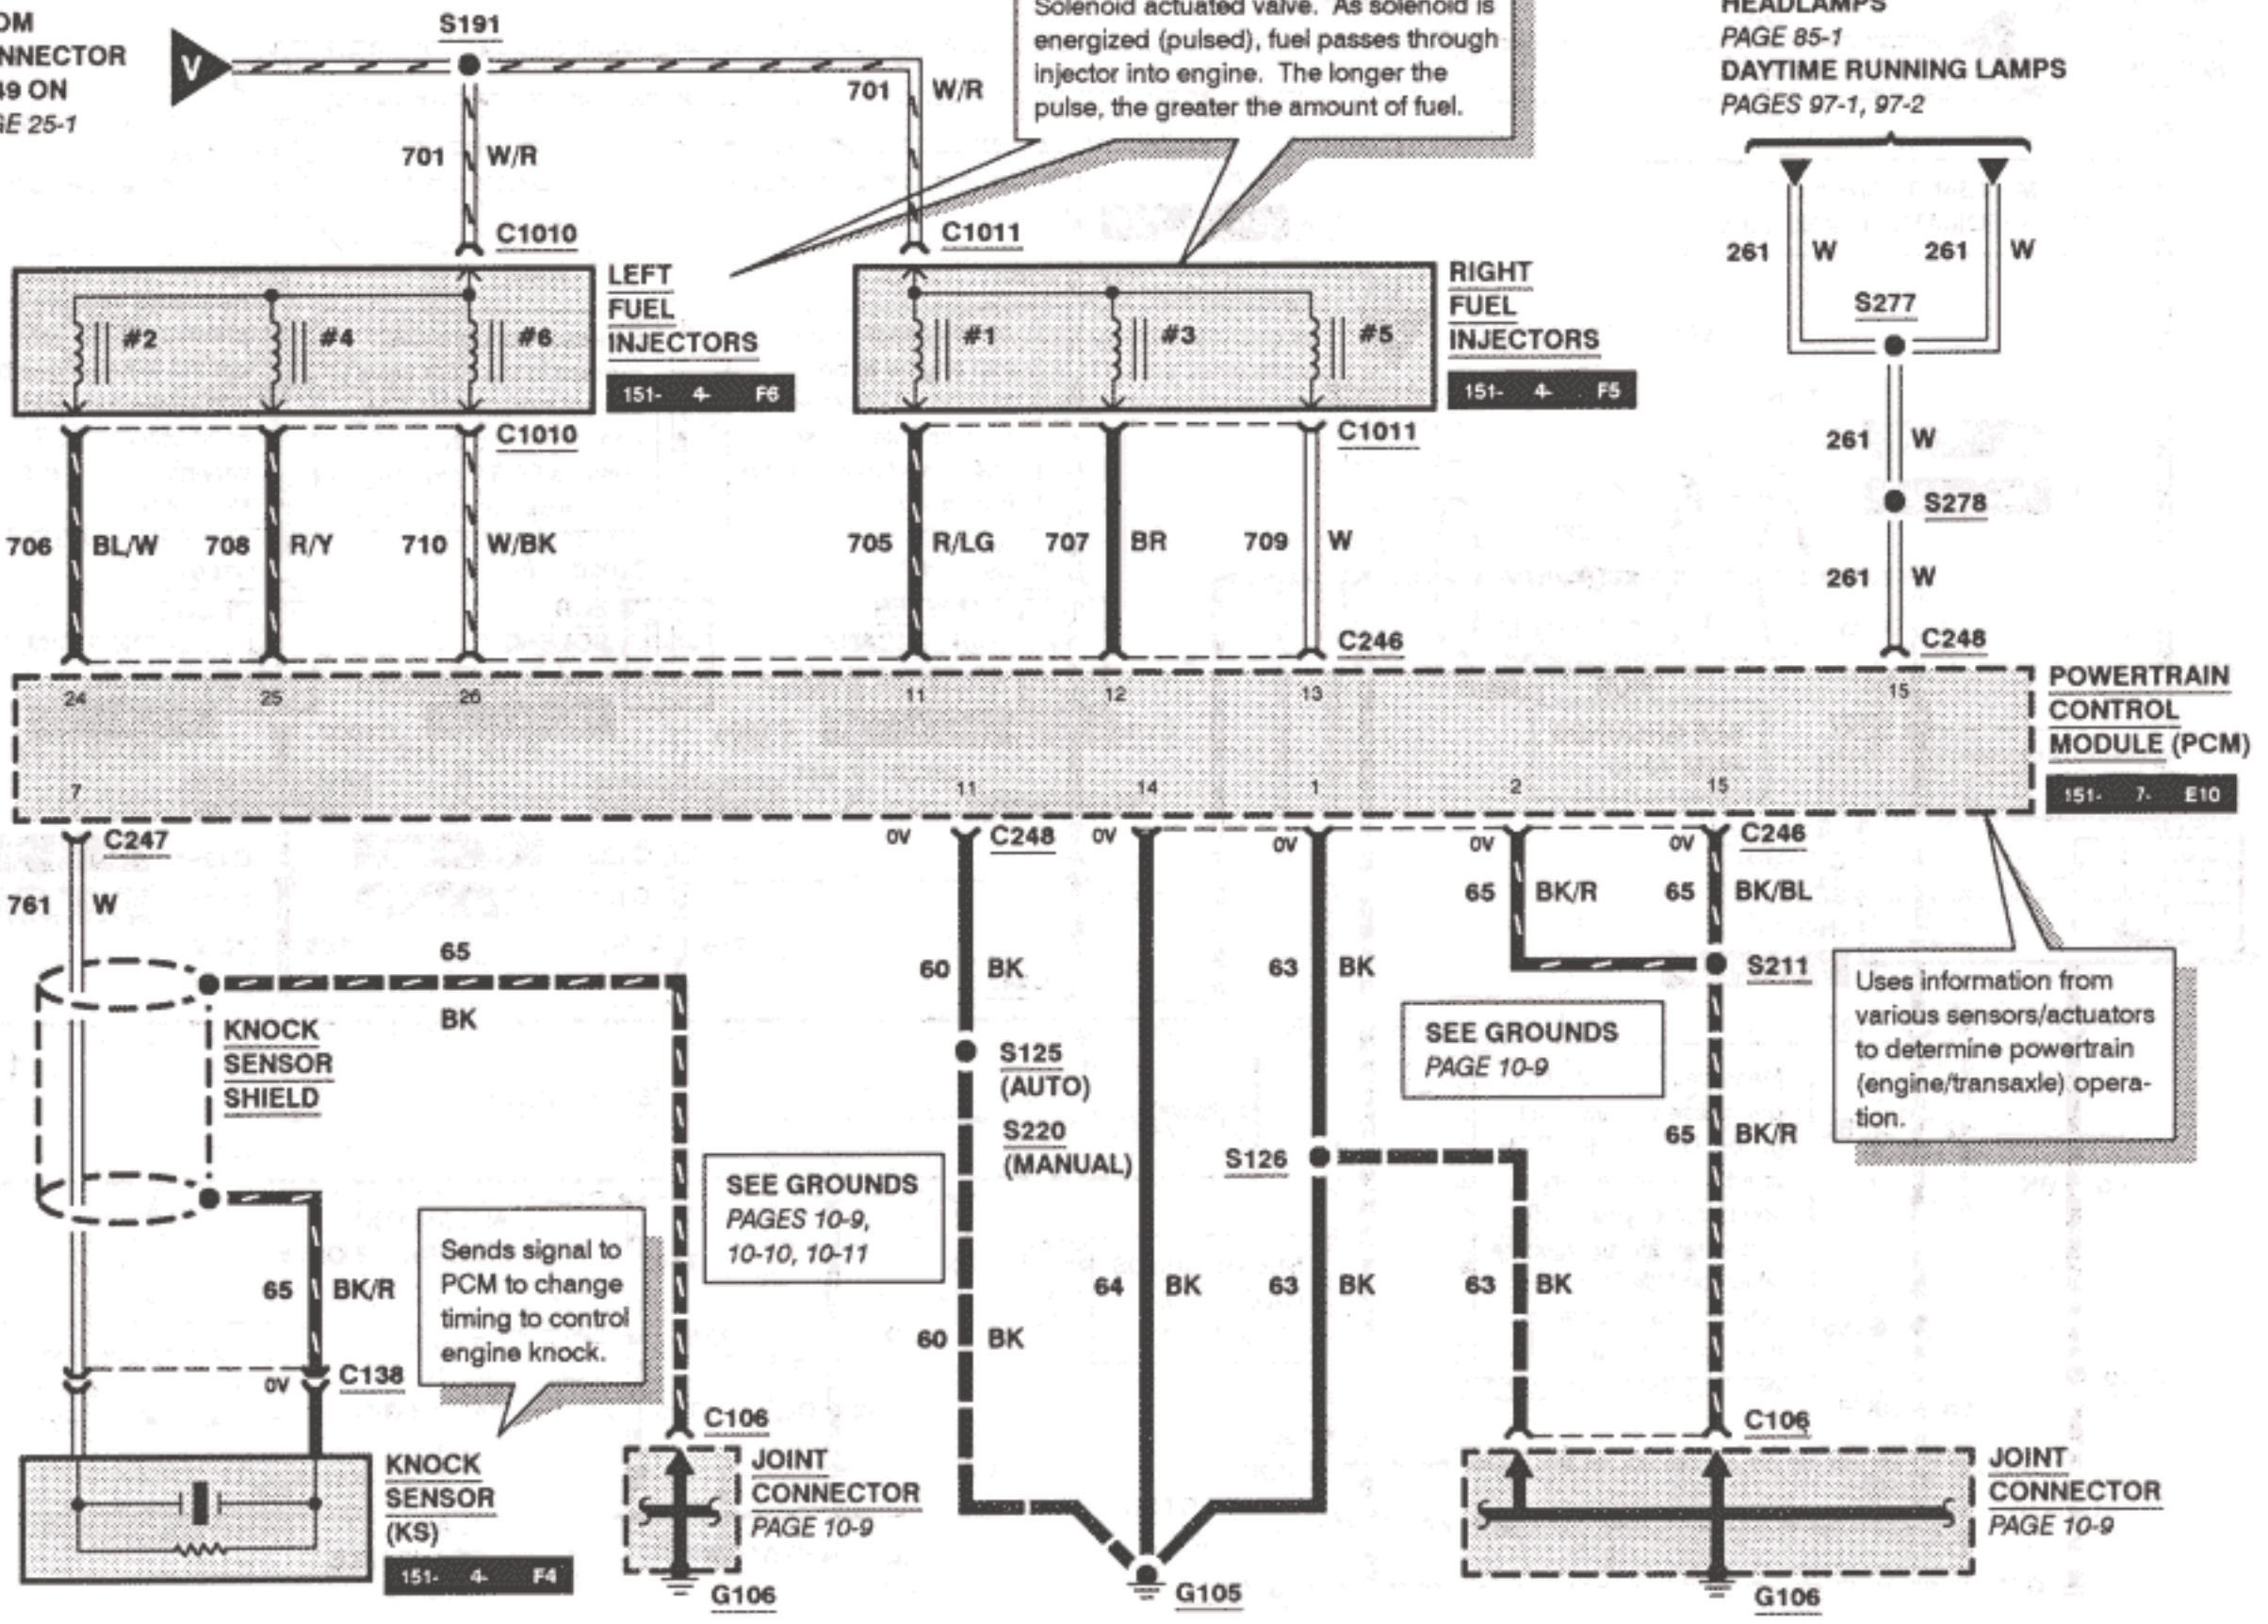 S191
V
OM
NNECTOR
49 ON
GE 25-1
701 W/R
701 W/R
Solenoid actuated valve. As solenoid is
energized (pulsed), fuel passes through
injector into engine. The longer the
pulse, the greater the amount of fuel.
HEADLAMPS
PAGE 85-1
DAYTIME RUNNING LAMPS
PAGES 97-1, 97-2
C1010
C1011
261 W
261 W
S277
#2
#4
#6
LEFT
FUEL
INJECTORS
151- 4- F6
#1
#3
#5
RIGHT
FUEL
INJECTORS
151- 4- F5
C1010
C1011
261 W
S278
706 BL/W
708 R/Y
710 W/BK
705 R/LG
707 BR
709 W
261 W
C246
C248
24
25
26
11
12
13
15
POWERTRAIN
CONTROL
MODULE (PCM)
151- 7- E10
7
11
14
1
2
15
C247
0V
C248
0V
0V
0V
0V
C246
761 W
65 BK/R
65 BK/BL
65
BK
60 BK
63 BK
S211
KNOCK
SENSOR
SHIELD
S125
(AUTO)
S220
(MANUAL)
SEE GROUNDS
PAGE 10-9
Uses information from
various sensors/actuators
to determine powertrain
(engine/transaxle) opera-
tion.
65 BK/R
S126
SEE GROUNDS
PAGES 10-9,
10-10, 10-11
Sends signal to
PCM to change
timing to control
engine knock.
65 BK/R
64 BK
63 BK
63 BK
60 BK
0V
C138
C106
C106
KNOCK
SENSOR
(KS)
151- 4- F4
JOINT
CONNECTOR
PAGE 10-9
G106
G105
JOINT
CONNECTOR
PAGE 10-9
G106